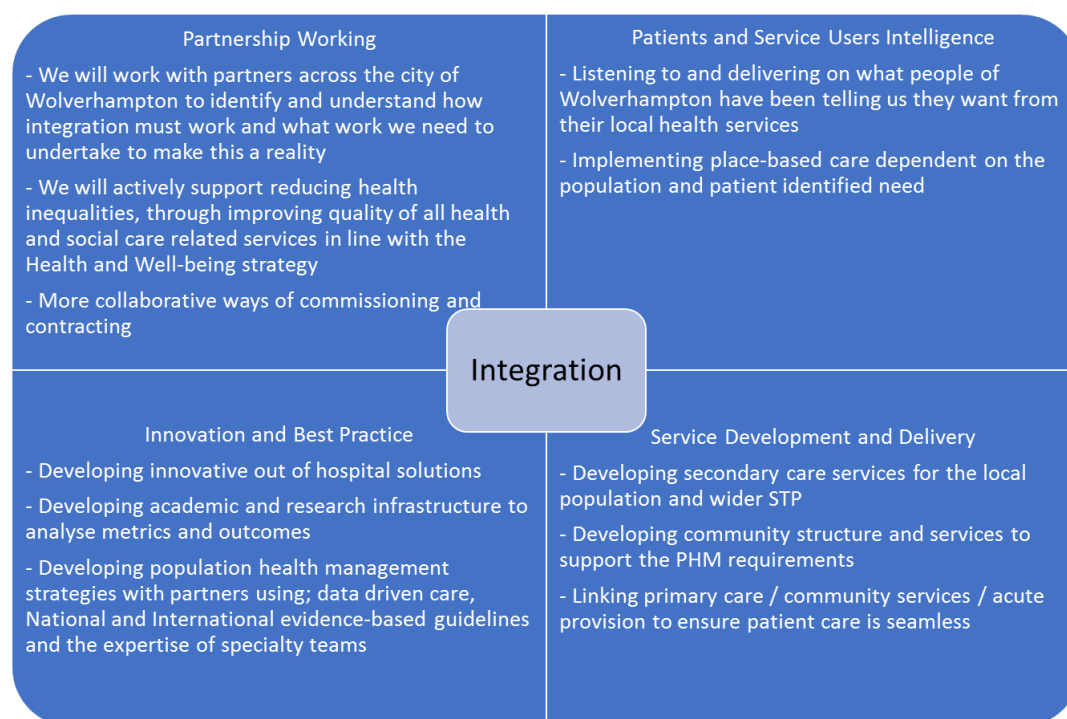 Partnership Working
- We will work with partners across the city of
Wolverhampton to identify and understand how
integration must work and what work we need to
undertake to make this a reality
- We will actively support reducing health
inequalities, through improving quality of all health
and social care related services in line with the
Health and Well-being strategy
- More collaborative ways of commissioning and
contracting
Patients and Service Users Intelligence
- Listening to and delivering on what people of
Wolverhampton have been telling us they want from
their local health services
- Implementing place-based care dependent on the
population and patient identified need
Integration
Innovation and Best Practice
- Developing innovative out of hospital solutions
- Developing academic and research infrastructure to
analyse metrics and outcomes
- Developing population health management
strategies with partners using; data driven care,
National and International evidence-based guidelines
and the expertise of specialty teams
Service Development and Delivery
- Developing secondary care services for the local
population and wider STP
- Developing community structure and services to
support the PHM requirements
- Linking primary care / community services / acute
provision to ensure patient care is seamless